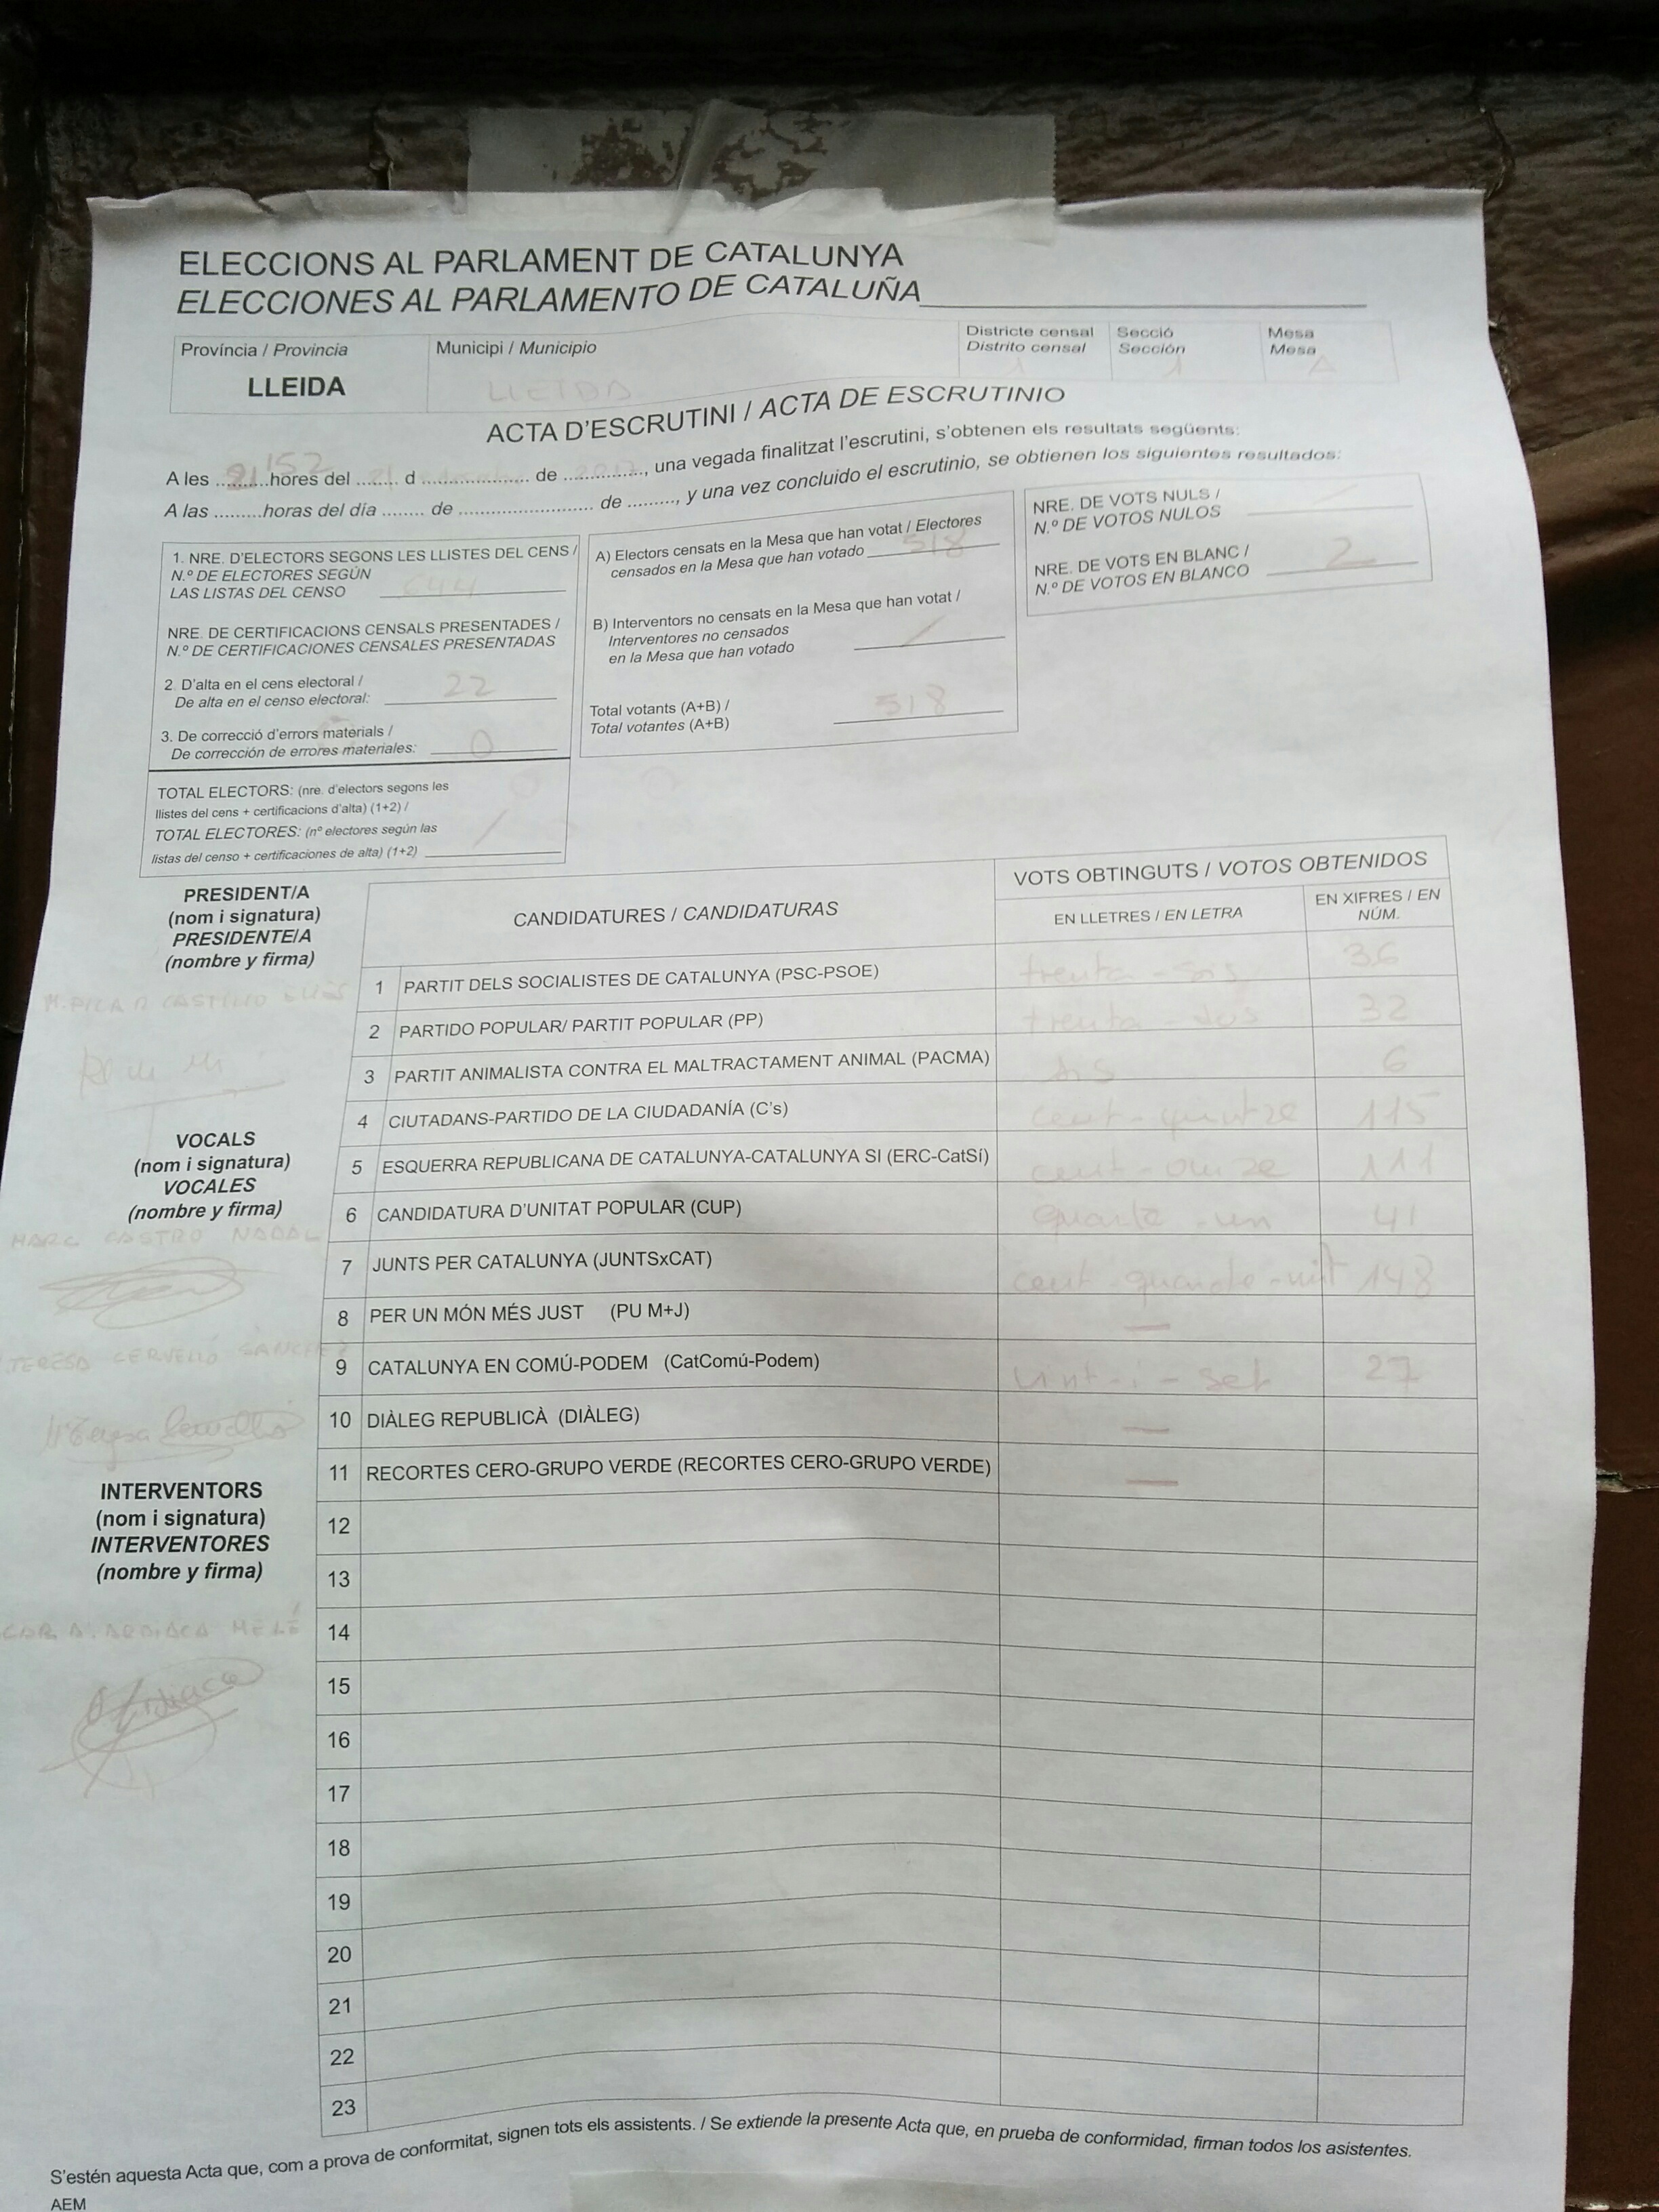 ELECCIONS AL PARLAMENT DE CATALUNYA
ELECCIONES AL PARLAMENTO DE CATALUÑA
Província / Provincia
LLEIDA
Municipi / Municipio
LLEIDA
Districte censal
Distrito censal
1
Secció
Sección
1
Mesa
Mesa
A
ACTA D'ESCRUTINI / ACTA DE ESCRUTINIO
A les 21'52 hores del ........ d ........................ de 2017, una vegada finalitzat l'escrutini, s'obtenen els resultats següents:
A las .........horas del día ........ de ........................... de ........., y una vez concluido el escrutinio, se obtienen los siguientes resultados:
1. NRE. D'ELECTORS SEGONS LES LLISTES DEL CENS /
N.º DE ELECTORES SEGÚN
LAS LISTAS DEL CENSO 644
NRE. DE CERTIFICACIONS CENSALS PRESENTADES /
N.º DE CERTIFICACIONES CENSALES PRESENTADAS
2. D'alta en el cens electoral /
De alta en el censo electoral: 22
3. De correcció d'errors materials /
De corrección de errores materiales: 0
TOTAL ELECTORS: (nre. d'electors segons les
llistes del cens + certificacions d'alta) (1+2) /
TOTAL ELECTORES: (nº electores según las
listas del censo + certificaciones de alta) (1+2)
A) Electors censats en la Mesa que han votat / Electores
censados en la Mesa que han votado 518
B) Interventors no censats en la Mesa que han votat /
Interventores no censados
en la Mesa que han votado /
Total votants (A+B) /
Total votantes (A+B) 518
NRE. DE VOTS NULS /
N.º DE VOTOS NULOS
NRE. DE VOTS EN BLANC /
N.º DE VOTOS EN BLANCO 2
PRESIDENT/A
(nom i signatura)
PRESIDENTE/A
(nombre y firma)
M. PILAR CASTILLO
VOCALS
(nom i signatura)
VOCALES
(nombre y firma)
MARC CASTRO NADAL
TERESA CERVELLÓ SÁNCHEZ
INTERVENTORS
(nom i signatura)
INTERVENTORES
(nombre y firma)
ARDIACA MELÉ
CANDIDATURES / CANDIDATURAS
VOTS OBTINGUTS / VOTOS OBTENIDOS
EN LLETRES / EN LETRA
EN XIFRES / EN
NÚM.
1 PARTIT DELS SOCIALISTES DE CATALUNYA (PSC-PSOE) trenta-sis 36
2 PARTIDO POPULAR/ PARTIT POPULAR (PP) trenta-dos 32
3 PARTIT ANIMALISTA CONTRA EL MALTRACTAMENT ANIMAL (PACMA) sis 6
4 CIUTADANS-PARTIDO DE LA CIUDADANÍA (C's) cent-quinze 115
5 ESQUERRA REPUBLICANA DE CATALUNYA-CATALUNYA SI (ERC-CatSí) cent-onze 111
6 CANDIDATURA D'UNITAT POPULAR (CUP) 41
7 JUNTS PER CATALUNYA (JUNTSxCAT) 148
8 PER UN MÓN MÉS JUST (PU M+J) —
9 CATALUNYA EN COMÚ-PODEM (CatComú-Podem) vint-i-set 27
10 DIÀLEG REPUBLICÀ (DIÀLEG) —
11 RECORTES CERO-GRUPO VERDE (RECORTES CERO-GRUPO VERDE) —
12
13
14
15
16
17
18
19
20
21
22
23
S'estén aquesta Acta que, com a prova de conformitat, signen tots els assistents. / Se extiende la presente Acta que, en prueba de conformidad, firman todos los asistentes.
AEM